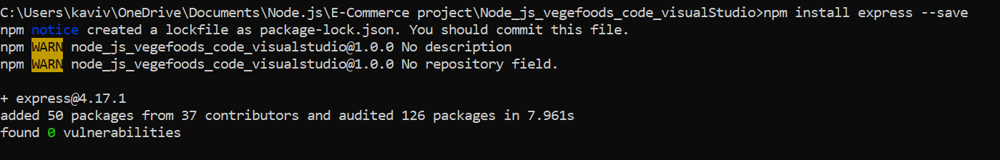 C:\Users\kaviv\OneDrive\Documents\Node.js\E-Commerce project\Node_js_vegefoods_code_visualStudio>npm install express --save
npm notice created a lockfile as package-lock.json. You should commit this file.
npm WARN node_js_vegefoods_code_visualstudio@1.0.0 No description
npm WARN node_js_vegefoods_code_visualstudio@1.0.0 No repository field.
+ express@4.17.1
added 50 packages from 37 contributors and audited 126 packages in 7.961s
found 0 vulnerabilities